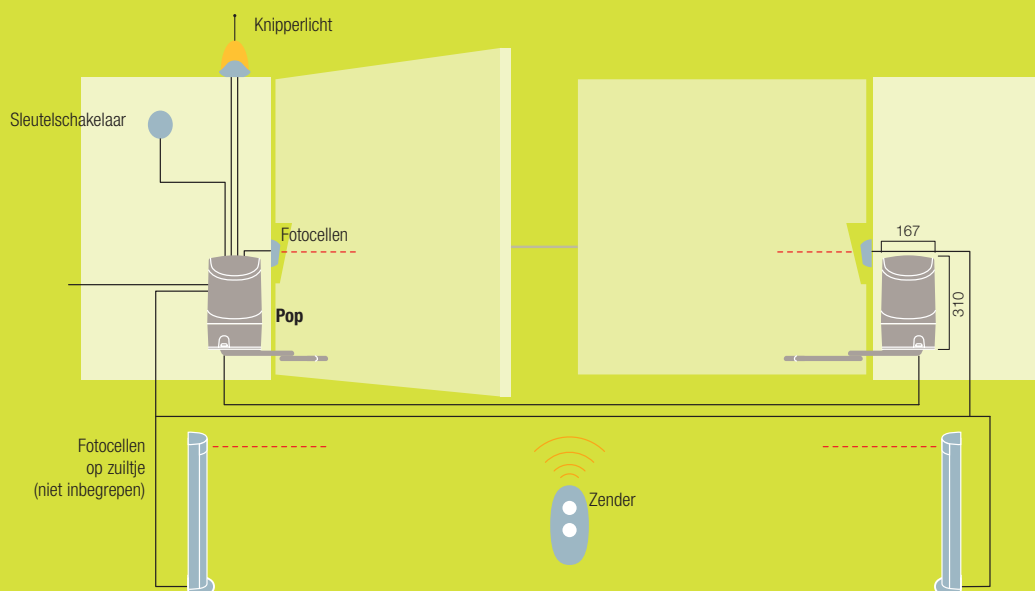 Knipperlicht
Sleutelschakelaar
Fotocellen
167
310
Pop
Fotocellen
op zuiltje
(niet inbegrepen)
Zender